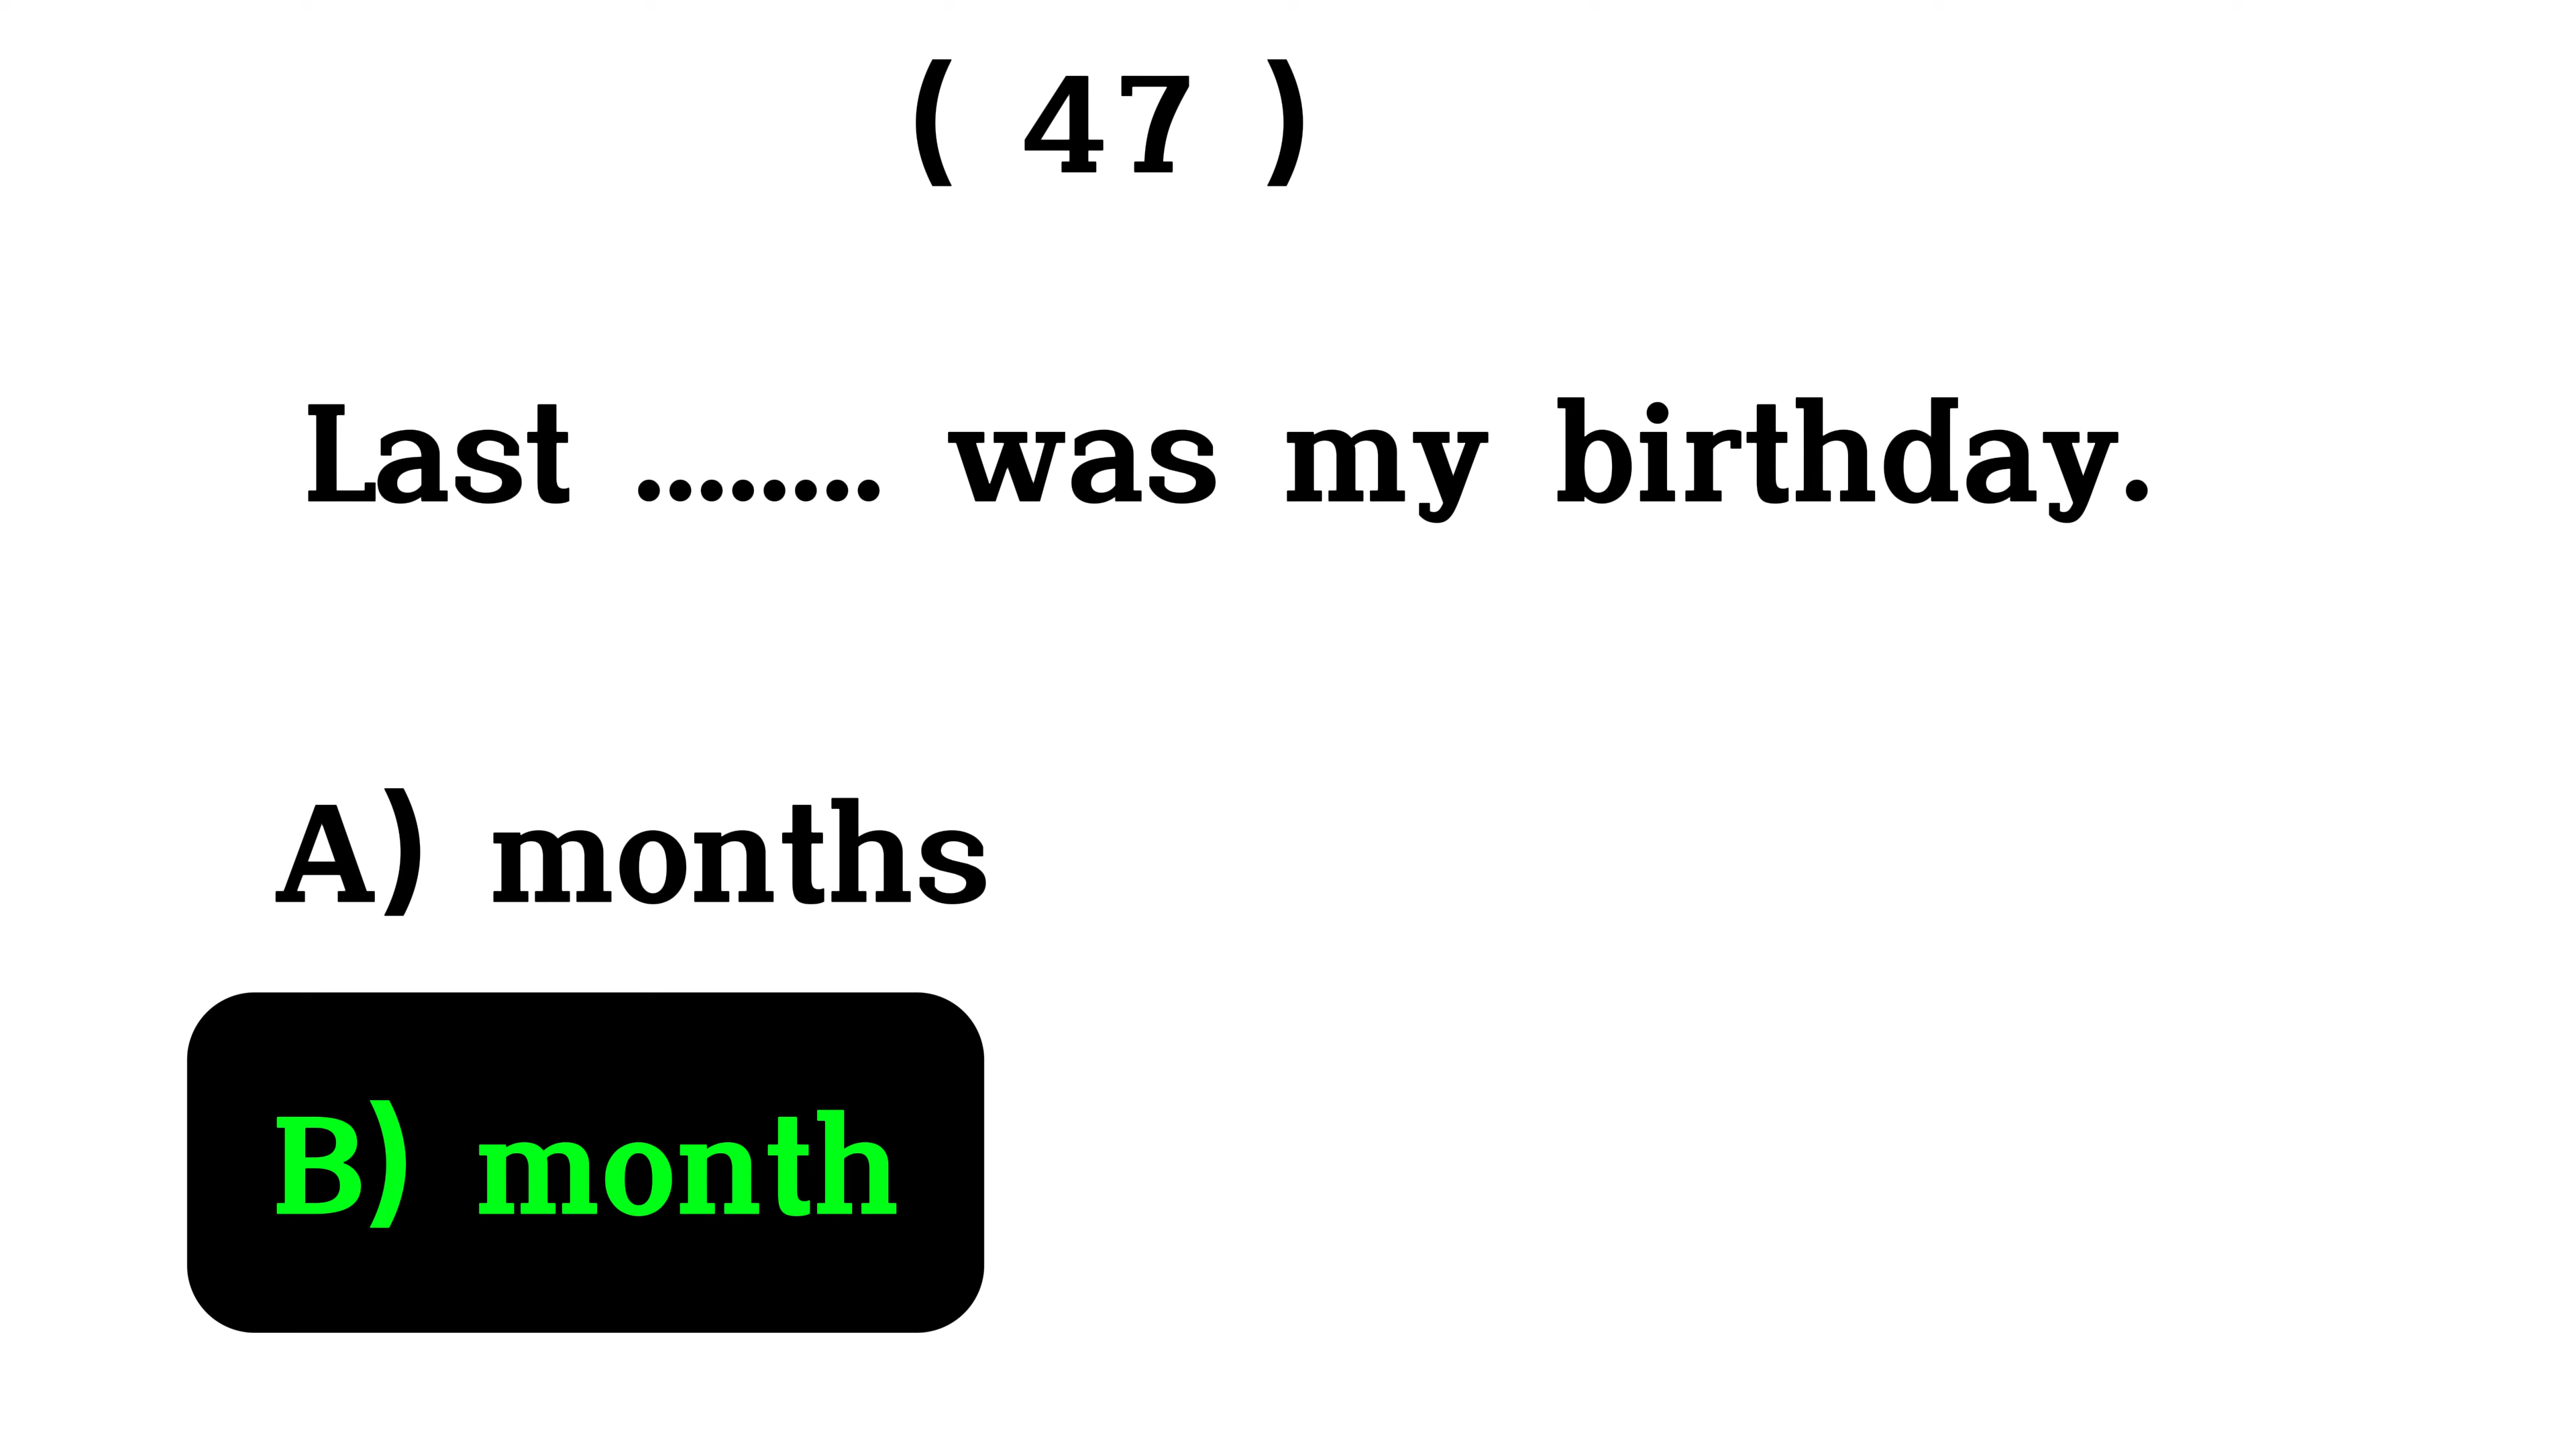 ( 47 )
Last ........ was my birthday.
A) months
B) month